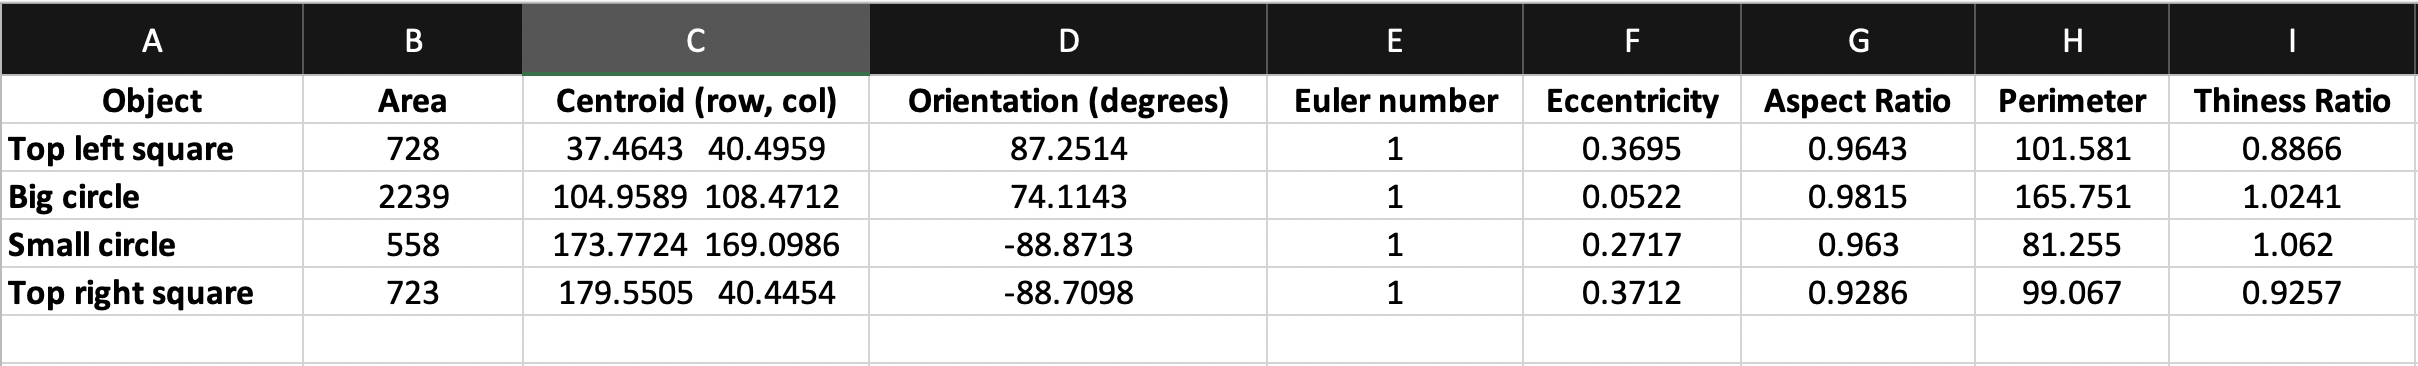 A B C D E F G H I
Object Area Centroid (row, col) Orientation (degrees) Euler number Eccentricity Aspect Ratio Perimeter Thiness Ratio
Top left square 728 37.4643 40.4959 87.2514 1 0.3695 0.9643 101.581 0.8866
Big circle 2239 104.9589 108.4712 74.1143 1 0.0522 0.9815 165.751 1.0241
Small circle 558 173.7724 169.0986 -88.8713 1 0.2717 0.963 81.255 1.062
Top right square 723 179.5505 40.4454 -88.7098 1 0.3712 0.9286 99.067 0.9257